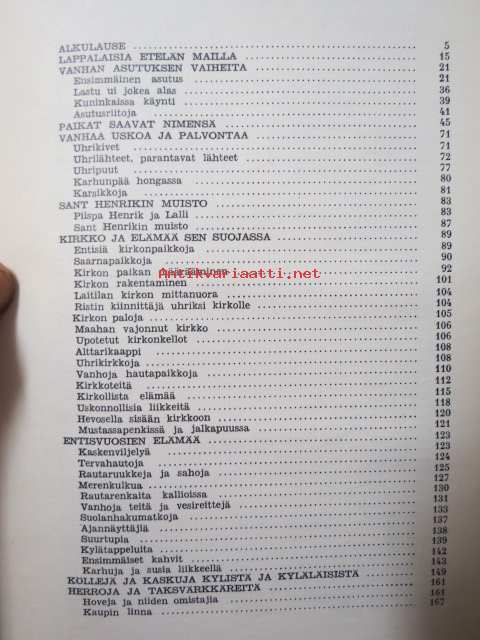 ALKULAUSE 5
LAPPALAISIA ETELÄN MAILLA 15
VANHAN ASUTUKSEN VAIHEITA 21
Ensimmäinen asutus 21
Lastu ui jokea alas 36
Kuninkaissa käynti 39
Asutusriitoja 41
PAIKAT SAAVAT NIMENSÄ 45
VANHAA USKOA JA PALVONTAA 71
Uhrikivet 71
Uhrilähteet, parantavat lähteet 72
Uhripuut 77
Karhunpää hongassa 80
Karsikkoja 81
SANT HENRIKIN MUISTO 83
Piispa Henrik ja Lalli 83
Sant Henrikin muisto 87
KIRKKO JA ELÄMÄÄ SEN SUOJASSA 89
Entisiä kirkonpaikkoja 89
Saarnapaikkoja 90
Kirkon paikan määrääminen 92
Antikvariaatti.net
Kirkon rakentaminen 101
Laitilan kirkon mittanuora 104
Ristin kiinnittäjä uhriksi kirkolle 104
Kirkon paloja 105
Maahan vajonnut kirkko 106
Upotetut kirkonkellot 106
Alttarikaappi 108
Uhrikirkkoja 108
Vanhoja hautapaikkoja 110
Kirkkoteitä 112
Kirkollista elämää 115
Uskonnollisia liikkeitä 118
Hevosella sisään kirkkoon 120
Mustassapenkissä ja jalkapuussa 121
ENTISVUOSIEN ELÄMÄÄ 123
Kaskenviljelyä 123
Tervahautoja 124
Rautaruukkeja ja sahoja 125
Merenkulkua 127
Rautarenkaita kallioissa 130
Vanhoja teitä ja vesireittejä 131
Suolanhakumatkoja 133
Ajannäyttäjiä 137
Suurtupia 138
Kylätappeluita 139
Ensimmäiset kahvit 142
Karhuja ja susia liikkeellä 143
KOLLEJA JA KASKUJA KYLISTÄ JA KYLÄLÄISISTÄ 149
HERROJA JA TAKSVÄRKKÄREITÄ 161
Hoveja ja niiden omistajia 161
Kaupin linna 167